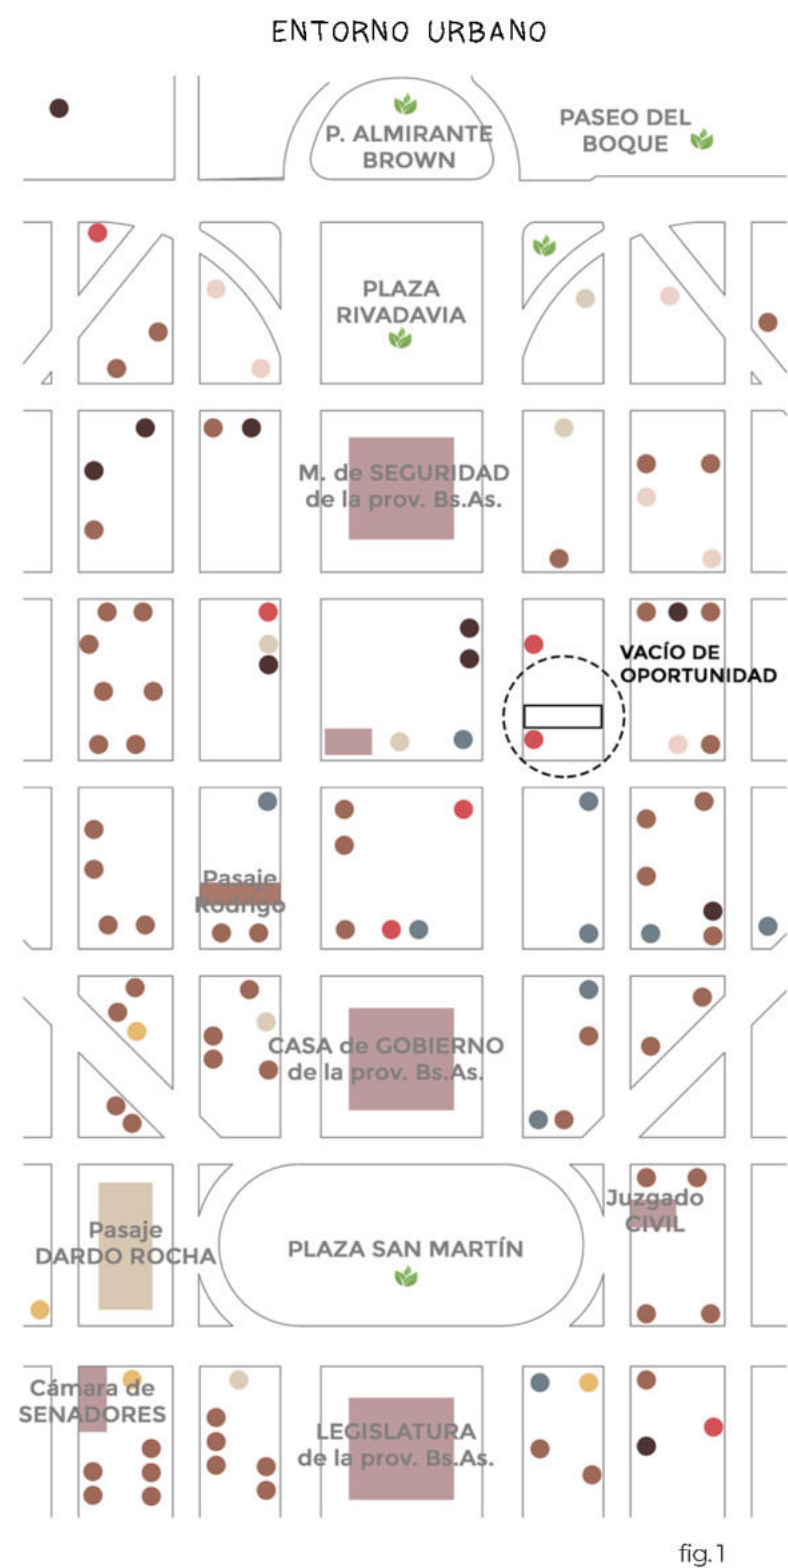 ENTORNO URBANO
P. ALMIRANTE
BROWN
PASEO DEL
BOQUE
PLAZA
RIVADAVIA
M. de SEGURIDAD
de la prov. Bs.As.
VACÍO DE
OPORTUNIDAD
Pasaje
Rodrigo
CASA de GOBIERNO
de la prov. Bs.As.
Pasaje
DARDO ROCHA
PLAZA SAN MARTÍN
Juzgado
CIVIL
Cámara de
SENADORES
LEGISLATURA
de la prov. Bs.As.
fig.1